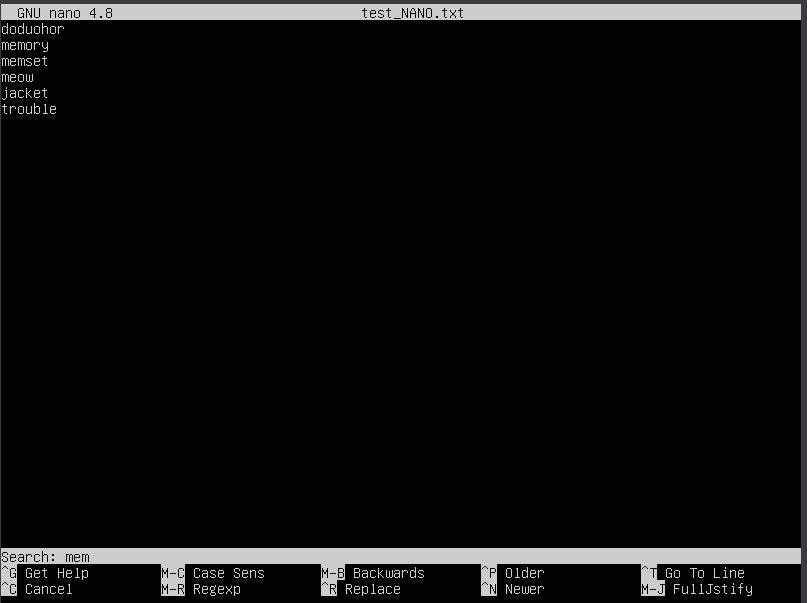 GNU nano 4.8 test_NANO.txt
doduohor
memory
memset
meow
jacket
trouble
Search: mem
^G Get Help M-C Case Sens M-B Backwards ^P Older ^T Go To Line
^C Cancel M-R Regexp ^R Replace ^N Newer M-J FullJstify